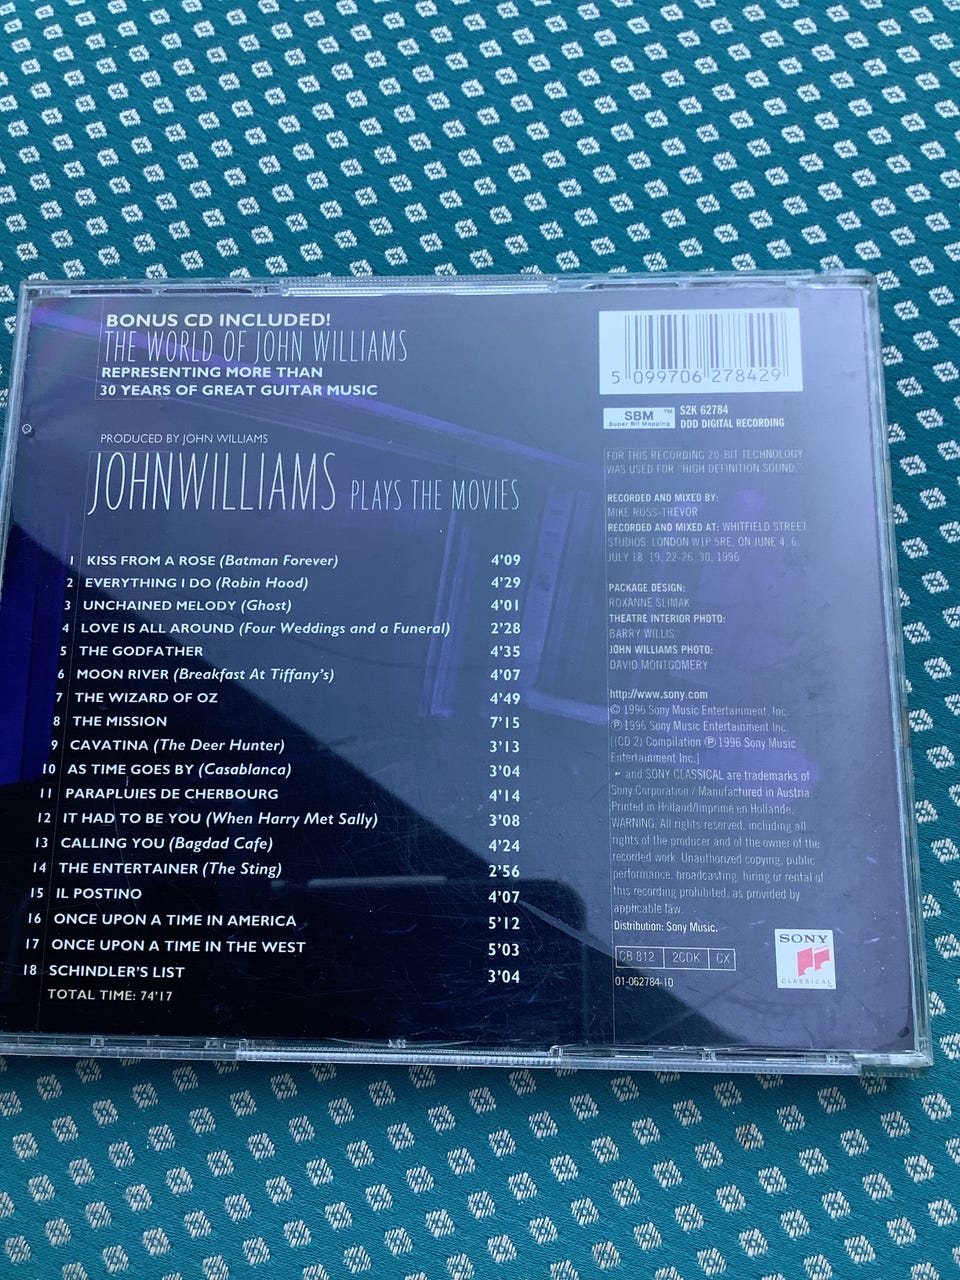 BONUS CD INCLUDED!
THE WORLD OF JOHN WILLIAMS
REPRESENTING MORE THAN
30 YEARS OF GREAT GUITAR MUSIC
PRODUCED BY JOHN WILLIAMS
JOHNWILLIAMS PLAYS THE MOVIES
1 KISS FROM A ROSE (Batman Forever) 4'09
2 EVERYTHING I DO (Robin Hood) 4'29
3 UNCHAINED MELODY (Ghost) 4'01
4 LOVE IS ALL AROUND (Four Weddings and a Funeral) 2'28
5 THE GODFATHER 4'35
6 MOON RIVER (Breakfast At Tiffany's) 4'07
7 THE WIZARD OF OZ 4'49
8 THE MISSION 7'15
9 CAVATINA (The Deer Hunter) 3'13
10 AS TIME GOES BY (Casablanca) 3'04
11 PARAPLUIES DE CHERBOURG 4'14
12 IT HAD TO BE YOU (When Harry Met Sally) 3'08
13 CALLING YOU (Bagdad Cafe) 4'24
14 THE ENTERTAINER (The Sting) 2'56
15 IL POSTINO 4'07
16 ONCE UPON A TIME IN AMERICA 5'12
17 ONCE UPON A TIME IN THE WEST 5'03
18 SCHINDLER'S LIST 3'04
TOTAL TIME: 74'17
5 099706 278429
SBM™
Super Bit Mapping
S2K 62784
DDD DIGITAL RECORDING
FOR THIS RECORDING 20-BIT TECHNOLOGY
WAS USED FOR "HIGH DEFINITION SOUND."
RECORDED AND MIXED BY:
MIKE ROSS-TREVOR
RECORDED AND MIXED AT: WHITFIELD STREET
STUDIOS, LONDON W1P 5RE, ON JUNE 4, 6,
JULY 18, 19, 22-26, 30, 1996
PACKAGE DESIGN:
ROXANNE SLIMAK
THEATRE INTERIOR PHOTO:
BARRY WILLIS
JOHN WILLIAMS PHOTO:
DAVID MONTGOMERY
http://www.sony.com
© 1996 Sony Music Entertainment, Inc.
℗ 1996 Sony Music Entertainment Inc.
[(CD 2) Compilation ℗ 1996 Sony Music
Entertainment Inc.]
and SONY CLASSICAL are trademarks of
Sony Corporation / Manufactured in Austria
Printed in Holland/Imprimé en Hollande.
WARNING: All rights reserved, including all
rights of the producer and of the owner of the
recorded work. Unauthorized copying, public
performance, broadcasting, hiring or rental of
this recording prohibited, as provided by
applicable law.
Distribution: Sony Music.
CB 812 2CDK CX
01-062784-10
SONY
CLASSICAL